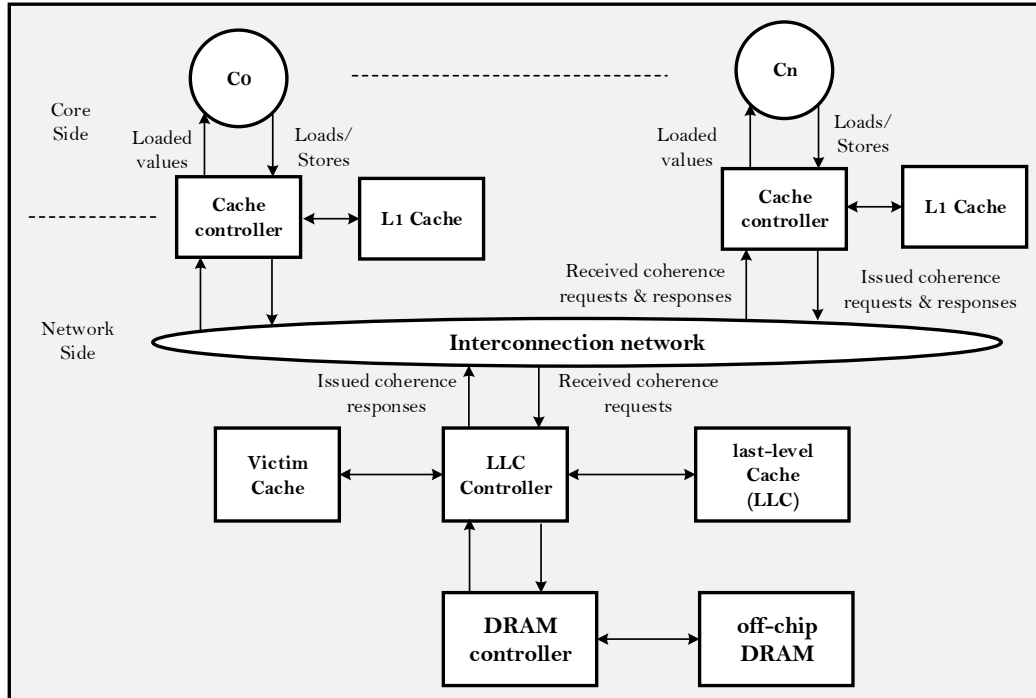 C0
Cn
Core
Side
Loaded
values
Loads/
Stores
Loaded
values
Loads/
Stores
Cache
controller
L1 Cache
Cache
controller
L1 Cache
Received coherence
requests & responses
Issued coherence
requests & responses
Network
Side
Interconnection network
Issued coherence
responses
Received coherence
requests
Victim
Cache
LLC
Controller
last-level
Cache
(LLC)
DRAM
controller
off-chip
DRAM